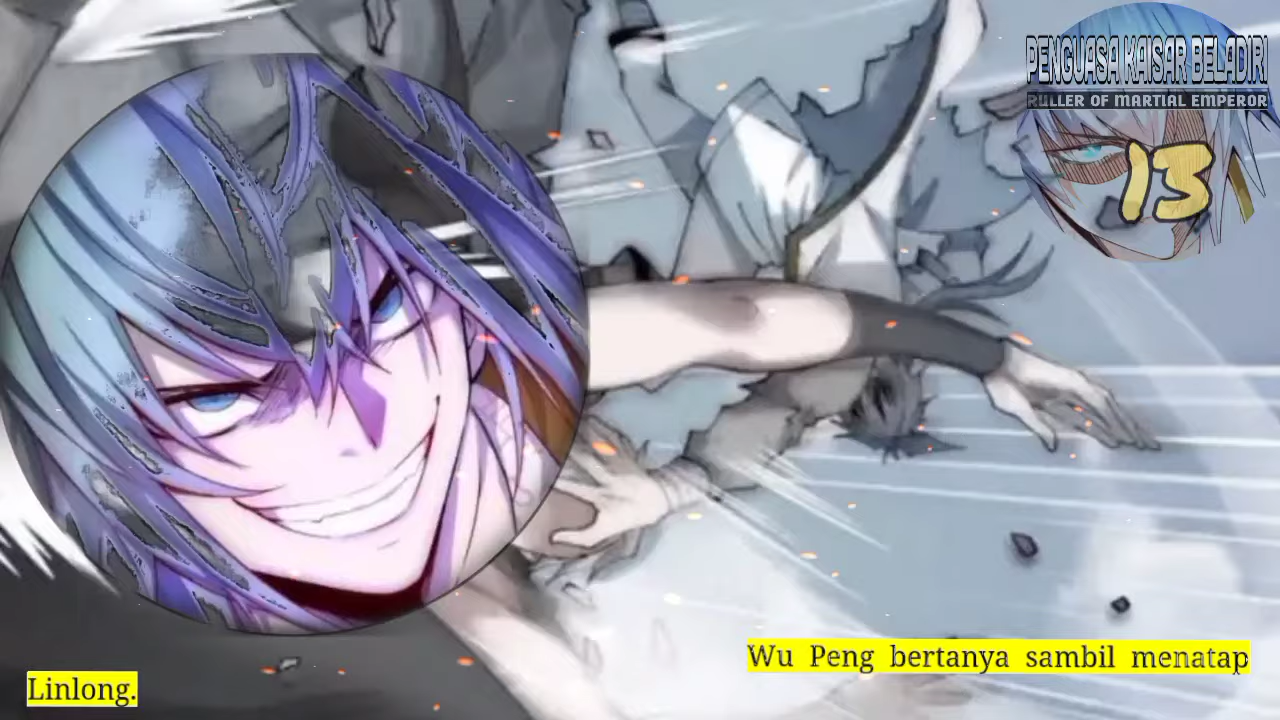 PENGUASA KAISAR BELADIRI
RULLER OF MARTIAL EMPEROR
13
Wu Peng bertanya sambil menatap
Linlong.